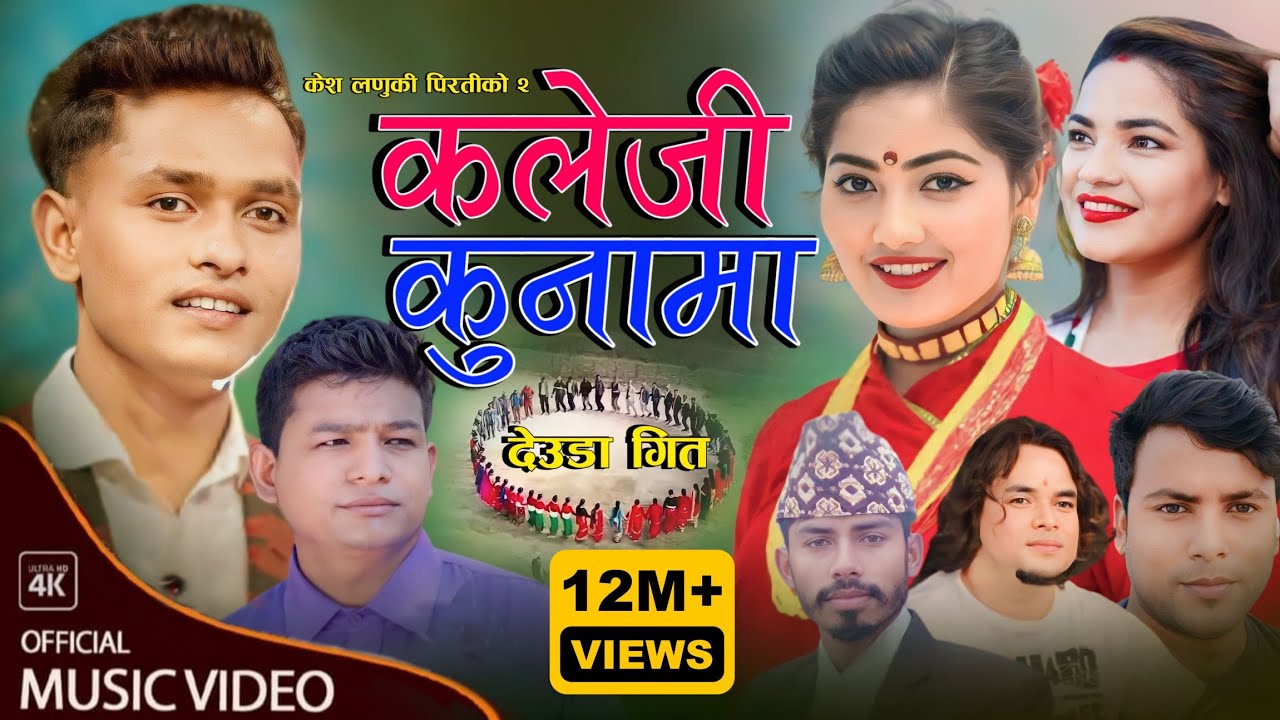 केश लणुकी पिरतीको २
कलेजी
कुनामा
देउडा गित
12M+
VIEWS
ULTRA HD
4K
OFFICIAL
MUSIC VIDEO